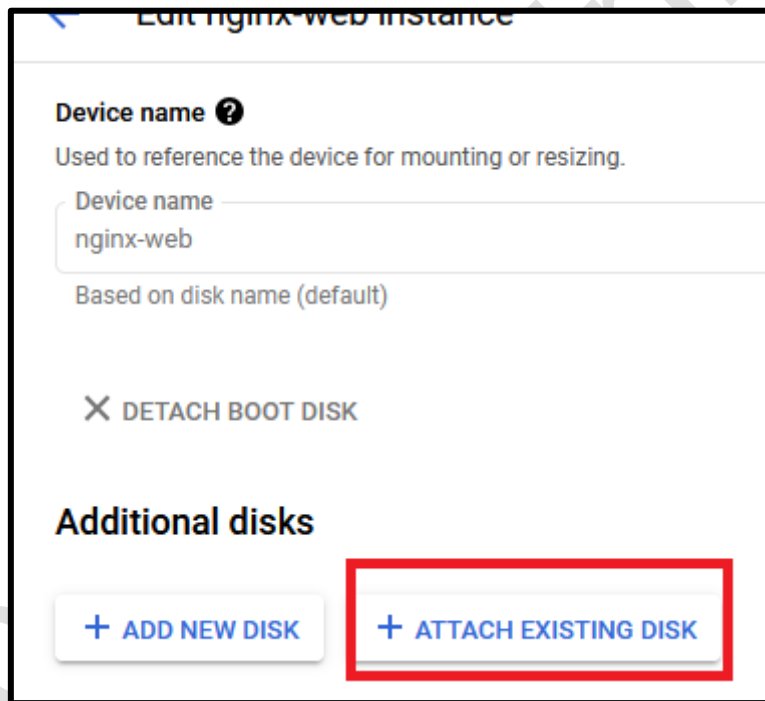 Edit nginx-web instance
Device name
Used to reference the device for mounting or resizing.
Device name
nginx-web
Based on disk name (default)
DETACH BOOT DISK
Additional disks
+ ADD NEW DISK
+ ATTACH EXISTING DISK